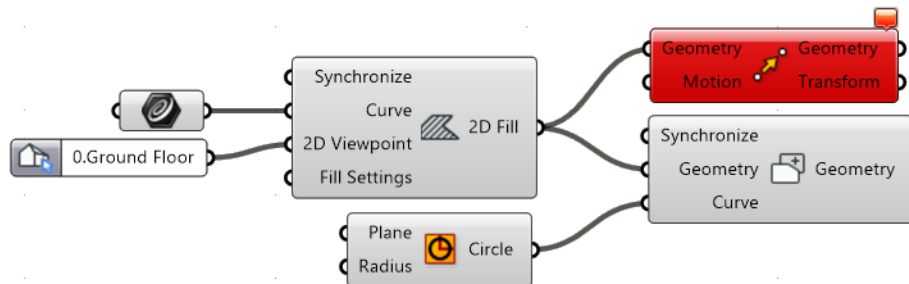 0.Ground Floor
Synchronize
Curve
2D Viewpoint
Fill Settings
2D Fill
Plane
Radius
Circle
Geometry
Motion
Geometry
Transform
Synchronize
Geometry
Curve
Geometry